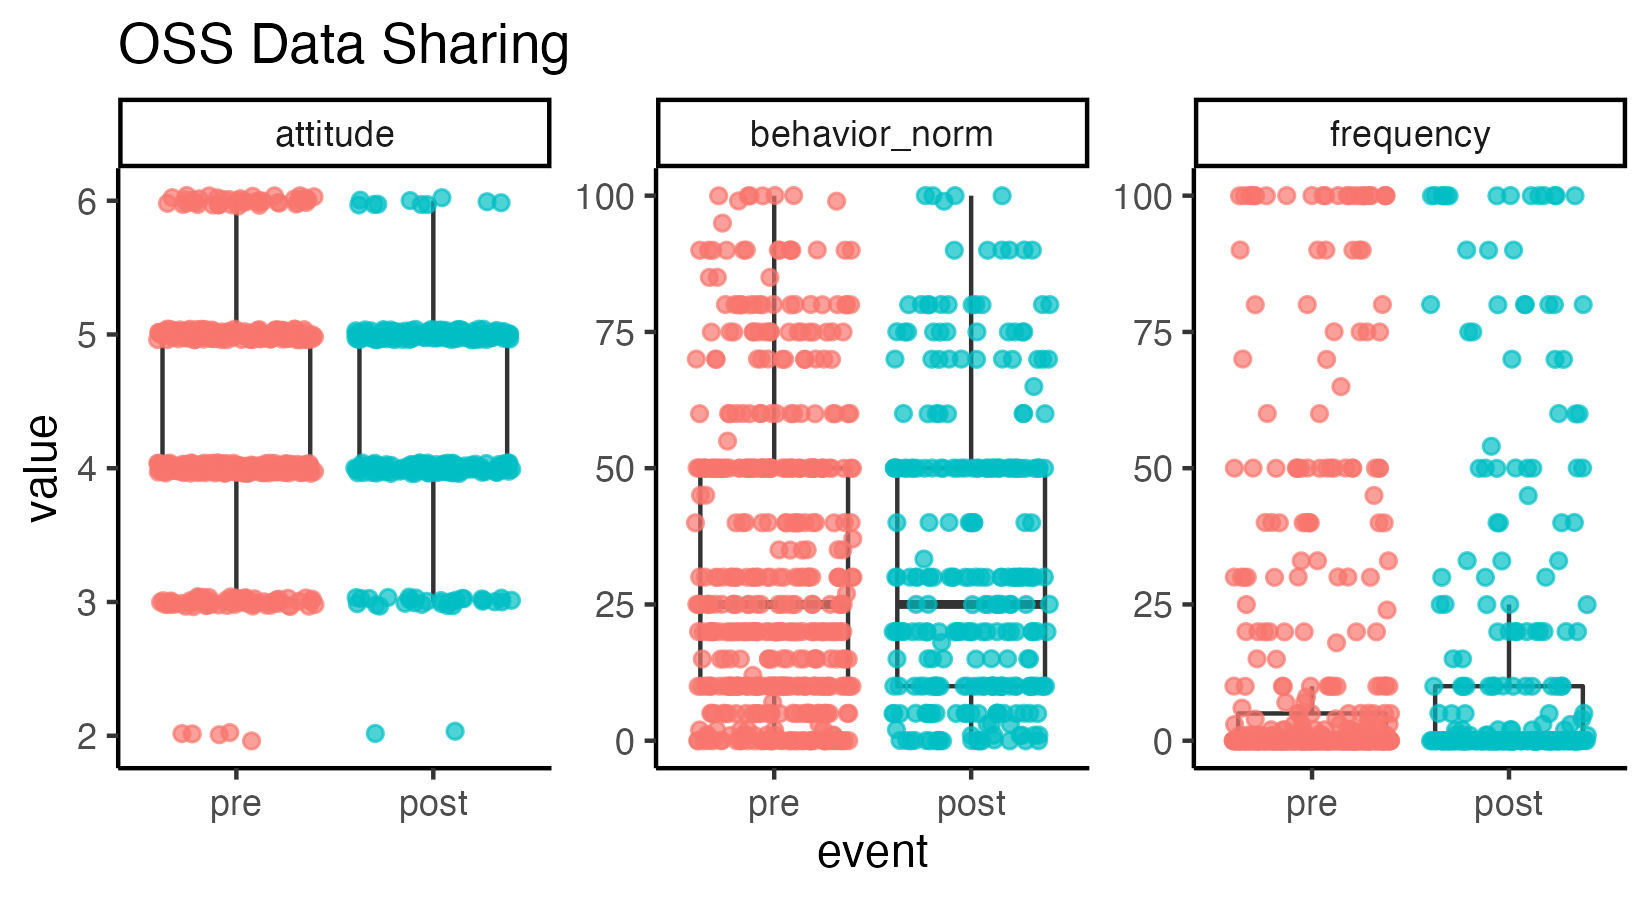 OSS Data Sharing
attitude
behavior_norm
frequency
value
6
5
4
3
2
100
75
50
25
0
100
75
50
25
0
pre
post
pre
post
pre
post
event